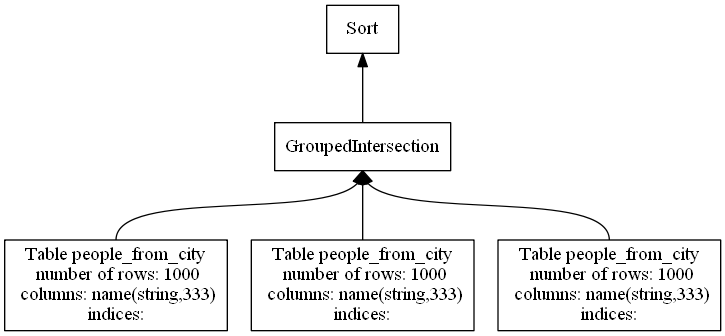 Sort
GroupedIntersection
Table people_from_city
number of rows: 1000
columns: name(string,333)
indices:
Table people_from_city
number of rows: 1000
columns: name(string,333)
indices:
Table people_from_city
number of rows: 1000
columns: name(string,333)
indices: